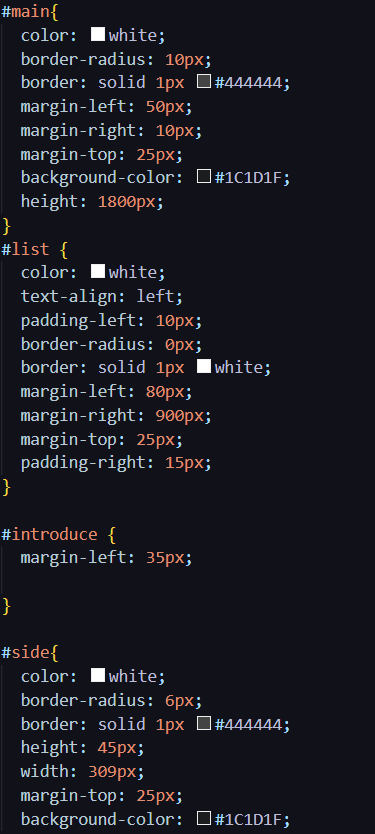 #main{
color: white;
border-radius: 10px;
border: solid 1px #444444;
margin-left: 50px;
margin-right: 10px;
margin-top: 25px;
background-color: #1C1D1F;
height: 1800px;
}
#list {
color: white;
text-align: left;
padding-left: 10px;
border-radius: 0px;
border: solid 1px white;
margin-left: 80px;
margin-right: 900px;
margin-top: 25px;
padding-right: 15px;
}
#introduce {
margin-left: 35px;
}
#side{
color: white;
border-radius: 6px;
border: solid 1px #444444;
height: 45px;
width: 309px;
margin-top: 25px;
background-color: #1C1D1F;